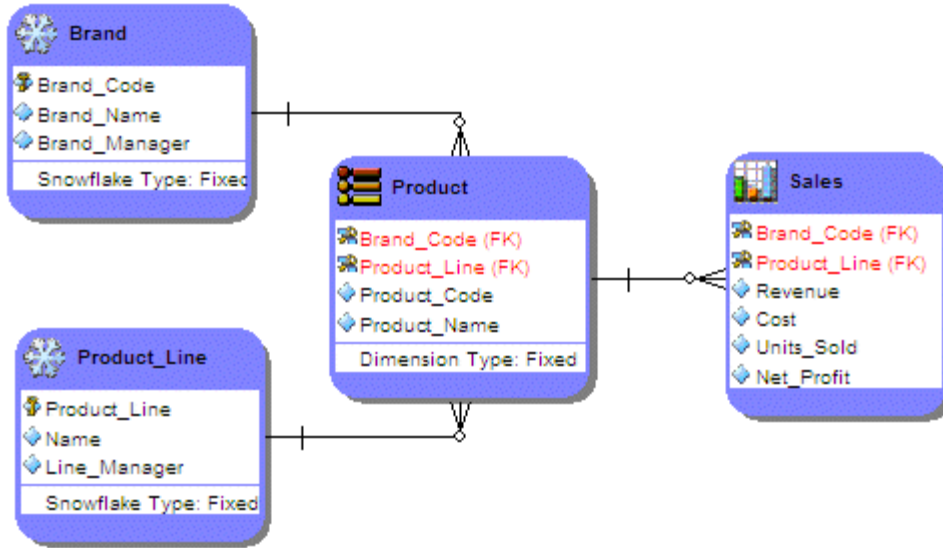 Brand
Brand_Code
Brand_Name
Brand_Manager
Snowflake Type: Fixed
Product_Line
Product_Line
Name
Line_Manager
Snowflake Type: Fixed
Product
Brand_Code (FK)
Product_Line (FK)
Product_Code
Product_Name
Dimension Type: Fixed
Sales
Brand_Code (FK)
Product_Line (FK)
Revenue
Cost
Units_Sold
Net_Profit